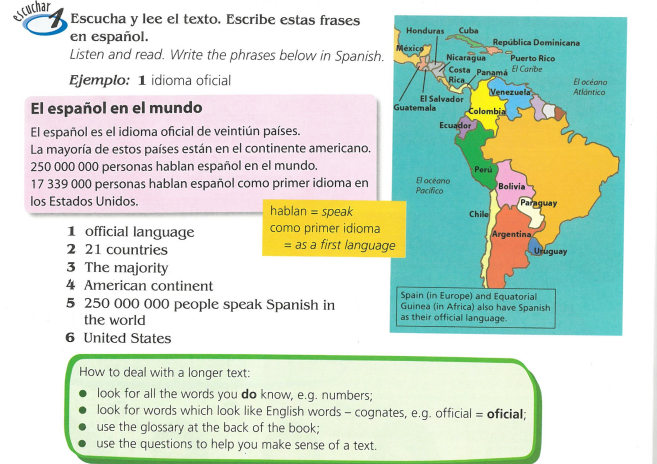 escuchar 4
Escucha y lee el texto. Escribe estas frases
en español.
Listen and read. Write the phrases below in Spanish.
Ejemplo: 1 idioma oficial
El español en el mundo
El español es el idioma oficial de veintiún países.
La mayoría de estos países están en el continente americano.
250 000 000 personas hablan español en el mundo.
17 339 000 personas hablan español como primer idioma en
los Estados Unidos.
hablan = speak
como primer idioma
= as a first language
1 official language
2 21 countries
3 The majority
4 American continent
5 250 000 000 people speak Spanish in
the world
6 United States
Honduras
Cuba
República Dominicana
México
Nicaragua
Puerto Rico
Costa
Rica
Panamá
El Caribe
El océano
Atlántico
El Salvador
Guatemala
Venezuela
Colombia
Ecuador
Perú
El océano
Pacífico
Bolivia
Paraguay
Chile
Argentina
Uruguay
Spain (in Europe) and Equatorial
Guinea (in Africa) also have Spanish
as their official language.
How to deal with a longer text:
● look for all the words you do know, e.g. numbers;
● look for words which look like English words – cognates, e.g. official = oficial;
● use the glossary at the back of the book;
● use the questions to help you make sense of a text.